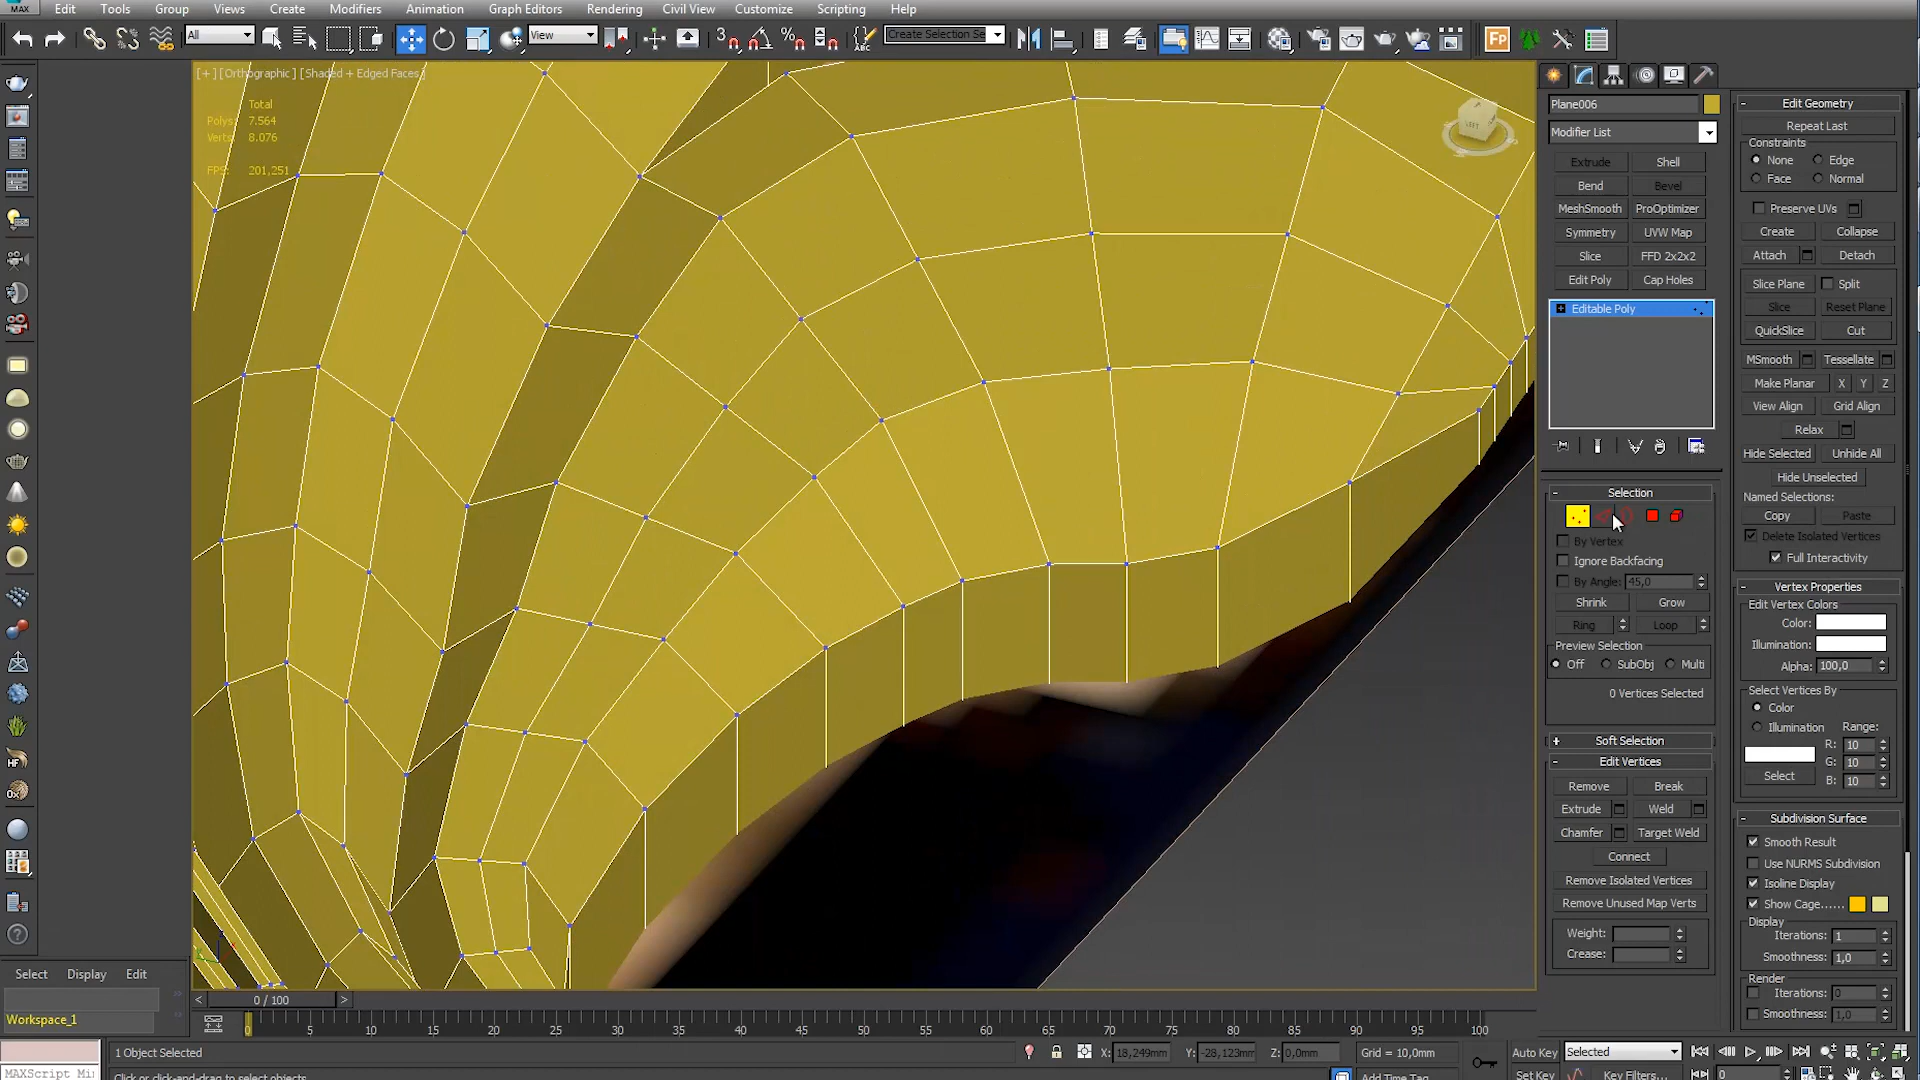 MAX Edit Tools Group Views Create Modifiers Animation Graph Editors Rendering Civil View Customize Scripting Help
All View 3 % ABC Create Selection Se Fp
[+] [Orthographic] [Shaded + Edged Faces]
Total
Polys: 7.564
Verts: 8.076
FPS: 201,251
LEFT
Plane006
Modifier List
Extrude Shell
Bend Bevel
MeshSmooth ProOptimizer
Symmetry UVW Map
Slice FFD 2x2x2
Edit Poly Cap Holes
Editable Poly
Selection
By Vertex
Ignore Backfacing
By Angle: 45,0
Shrink Grow
Ring Loop
Preview Selection
Off SubObj Multi
0 Vertices Selected
Soft Selection
Edit Vertices
Remove Break
Extrude Weld
Chamfer Target Weld
Connect
Remove Isolated Vertices
Remove Unused Map Verts
Weight:
Crease:
Edit Geometry
Repeat Last
Constraints
None Edge
Face Normal
Preserve UVs
Create Collapse
Attach Detach
Slice Plane Split
Slice Reset Plane
QuickSlice Cut
MSmooth Tessellate
Make Planar X Y Z
View Align Grid Align
Relax
Hide Selected Unhide All
Hide Unselected
Named Selections:
Copy Paste
Delete Isolated Vertices
Full Interactivity
Vertex Properties
Edit Vertex Colors
Color:
Illumination:
Alpha: 100,0
Select Vertices By
Color
Illumination Range:
R: 10
G: 10
Select B: 10
Subdivision Surface
Smooth Result
Use NURMS Subdivision
Isoline Display
Show Cage......
Display
Iterations: 1
Smoothness: 1,0
Render
Iterations: 0
Smoothness: 1,0
HF
Select Display Edit
Workspace_1
< 0 / 100 >
0 5 10 15 20 25 30 35 40 45 50 55 60 65 70 75 80 85 90 95 100
1 Object Selected X: 18,249mm Y: -28,123mm Z: 0,0mm Grid = 10,0mm Auto Key Selected
MAXScript Mi Click or click-and-drag to select objects Add Time Tag Set Key Key Filters... 0